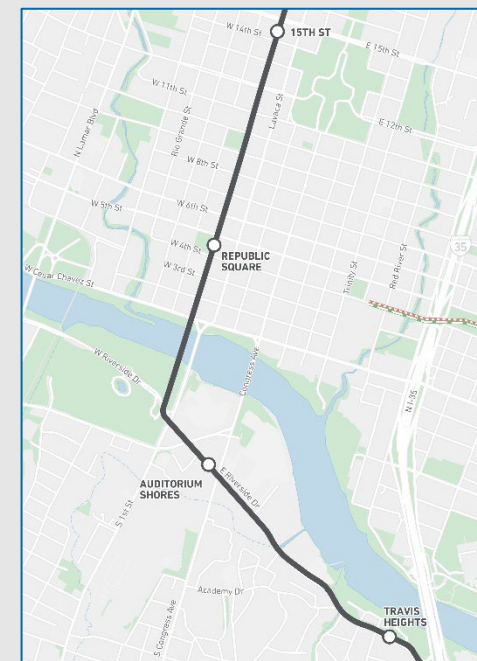 W 14th St
15TH ST
E 15th St
W 11th St
Lavaca St
N Lamar Blvd
Rio Grande St
E 12th St
W 8th St
W 6th St
W 5th St
W 4th St
REPUBLIC
SQUARE
35
Red River St
W 3rd St
Trinity St
W Cesar Chavez St
N I-35
W Riverside Dr
Congress Ave
AUDITORIUM
SHORES
E Riverside Dr
S 1st St
Academy Dr
S Congress Ave
TRAVIS
HEIGHTS